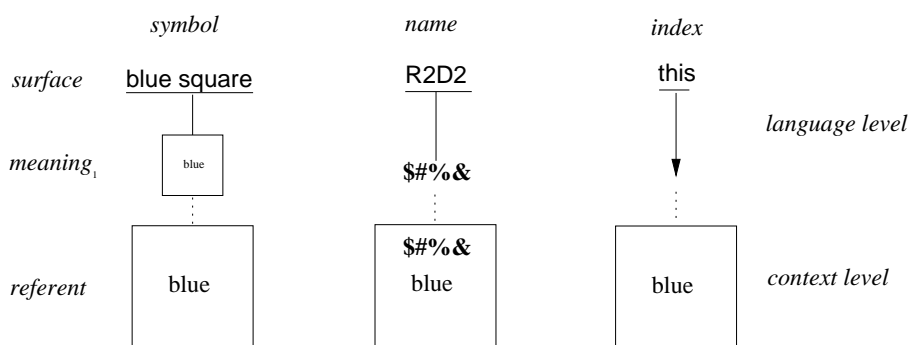 symbol name index
surface blue square R2D2 this
language level
meaning₁ blue $#%&
$#%&
referent blue blue blue context level